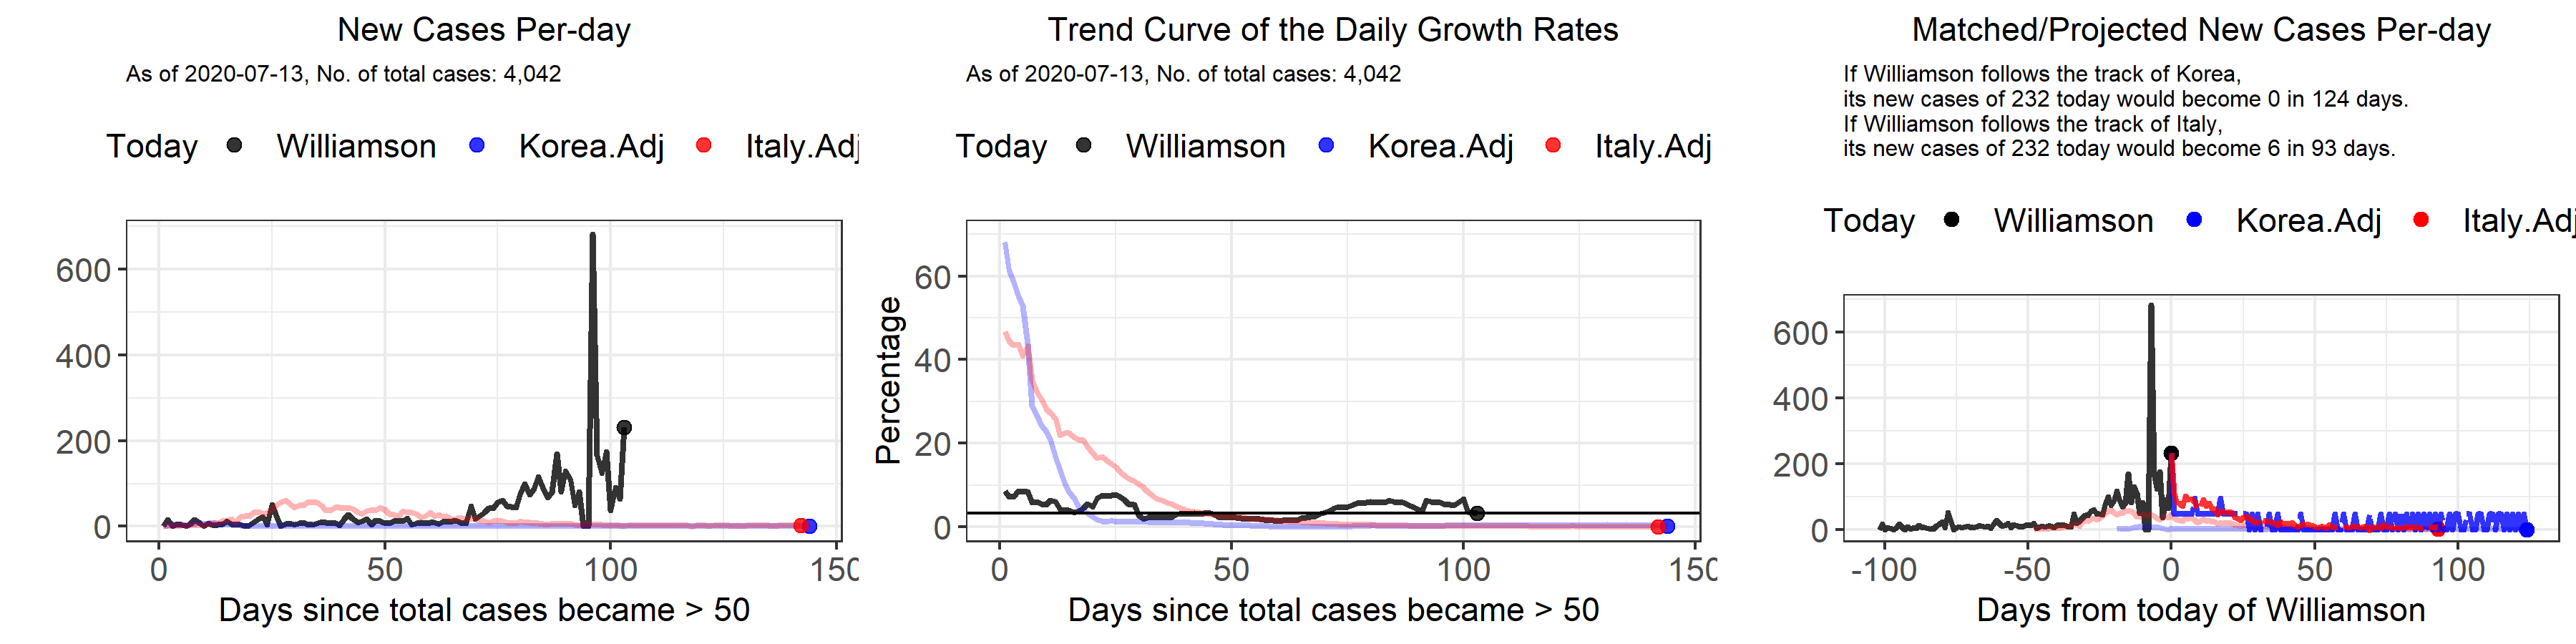 New Cases Per-day
As of 2020-07-13, No. of total cases: 4,042
Today Williamson Korea.Adj Italy.Adj
600
400
200
0
0 50 100 150
Days since total cases became > 50
Trend Curve of the Daily Growth Rates
As of 2020-07-13, No. of total cases: 4,042
Today Williamson Korea.Adj Italy.Adj
Percentage
60
40
20
0
0 50 100 150
Days since total cases became > 50
Matched/Projected New Cases Per-day
If Williamson follows the track of Korea,
its new cases of 232 today would become 0 in 124 days.
If Williamson follows the track of Italy,
its new cases of 232 today would become 6 in 93 days.
Today Williamson Korea.Adj Italy.Adj
600
400
200
0
-100 -50 0 50 100
Days from today of Williamson